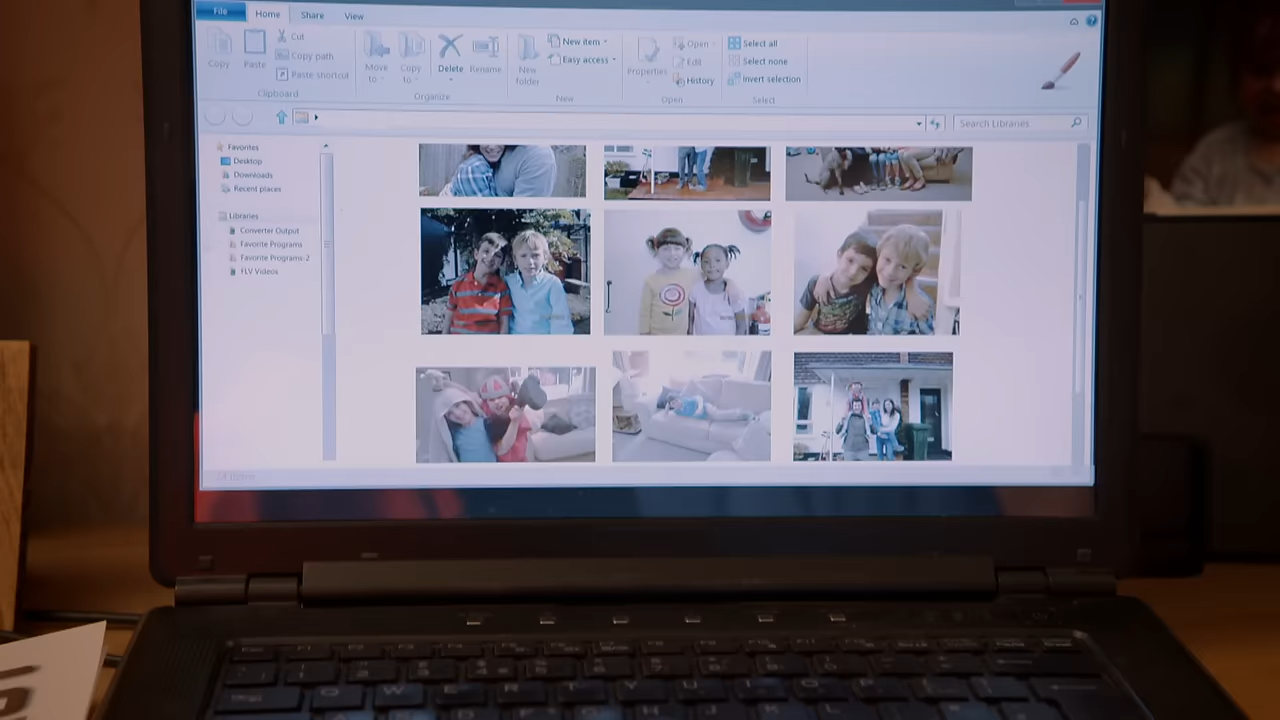 File Home Share View
Copy
Paste
Cut
Copy path
Paste shortcut
Clipboard
Move to
Copy to
Delete
Rename
Organize
New folder
New item
Easy access
New
Properties
Open
Edit
History
Open
Select all
Select none
Invert selection
Select
Search Libraries
Favorites
Desktop
Downloads
Recent places
Libraries
Converter Output
Favorite Programs
Favorite Programs-2
FLV Videos